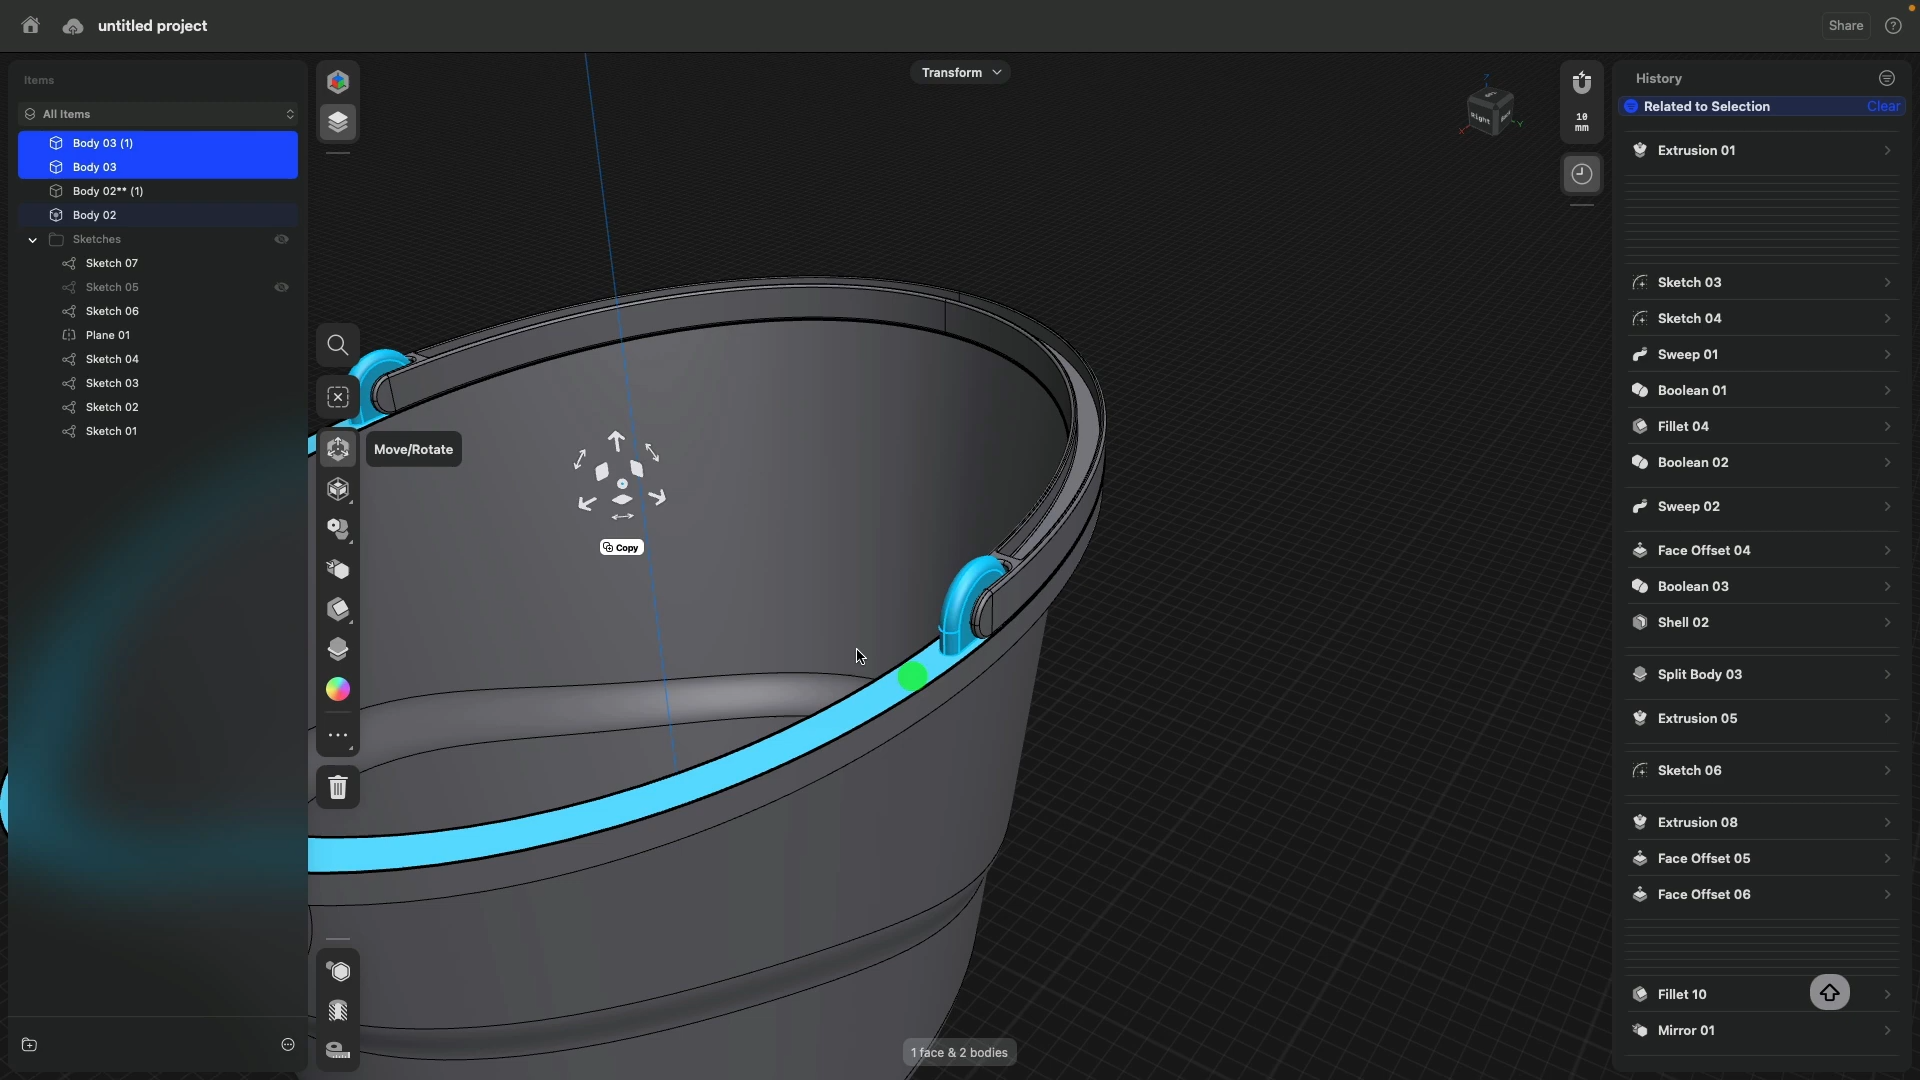 untitled project
Share
Items
All Items
Body 03 (1)
Body 03
Body 02** (1)
Body 02
Sketches
Sketch 07
Sketch 05
Sketch 06
Plane 01
Sketch 04
Sketch 03
Sketch 02
Sketch 01
Move/Rotate
Copy
Transform
Right
Z
X
Y
10
mm
1 face & 2 bodies
History
Related to Selection
Clear
Extrusion 01
Sketch 03
Sketch 04
Sweep 01
Boolean 01
Fillet 04
Boolean 02
Sweep 02
Face Offset 04
Boolean 03
Shell 02
Split Body 03
Extrusion 05
Sketch 06
Extrusion 08
Face Offset 05
Face Offset 06
Fillet 10
Mirror 01